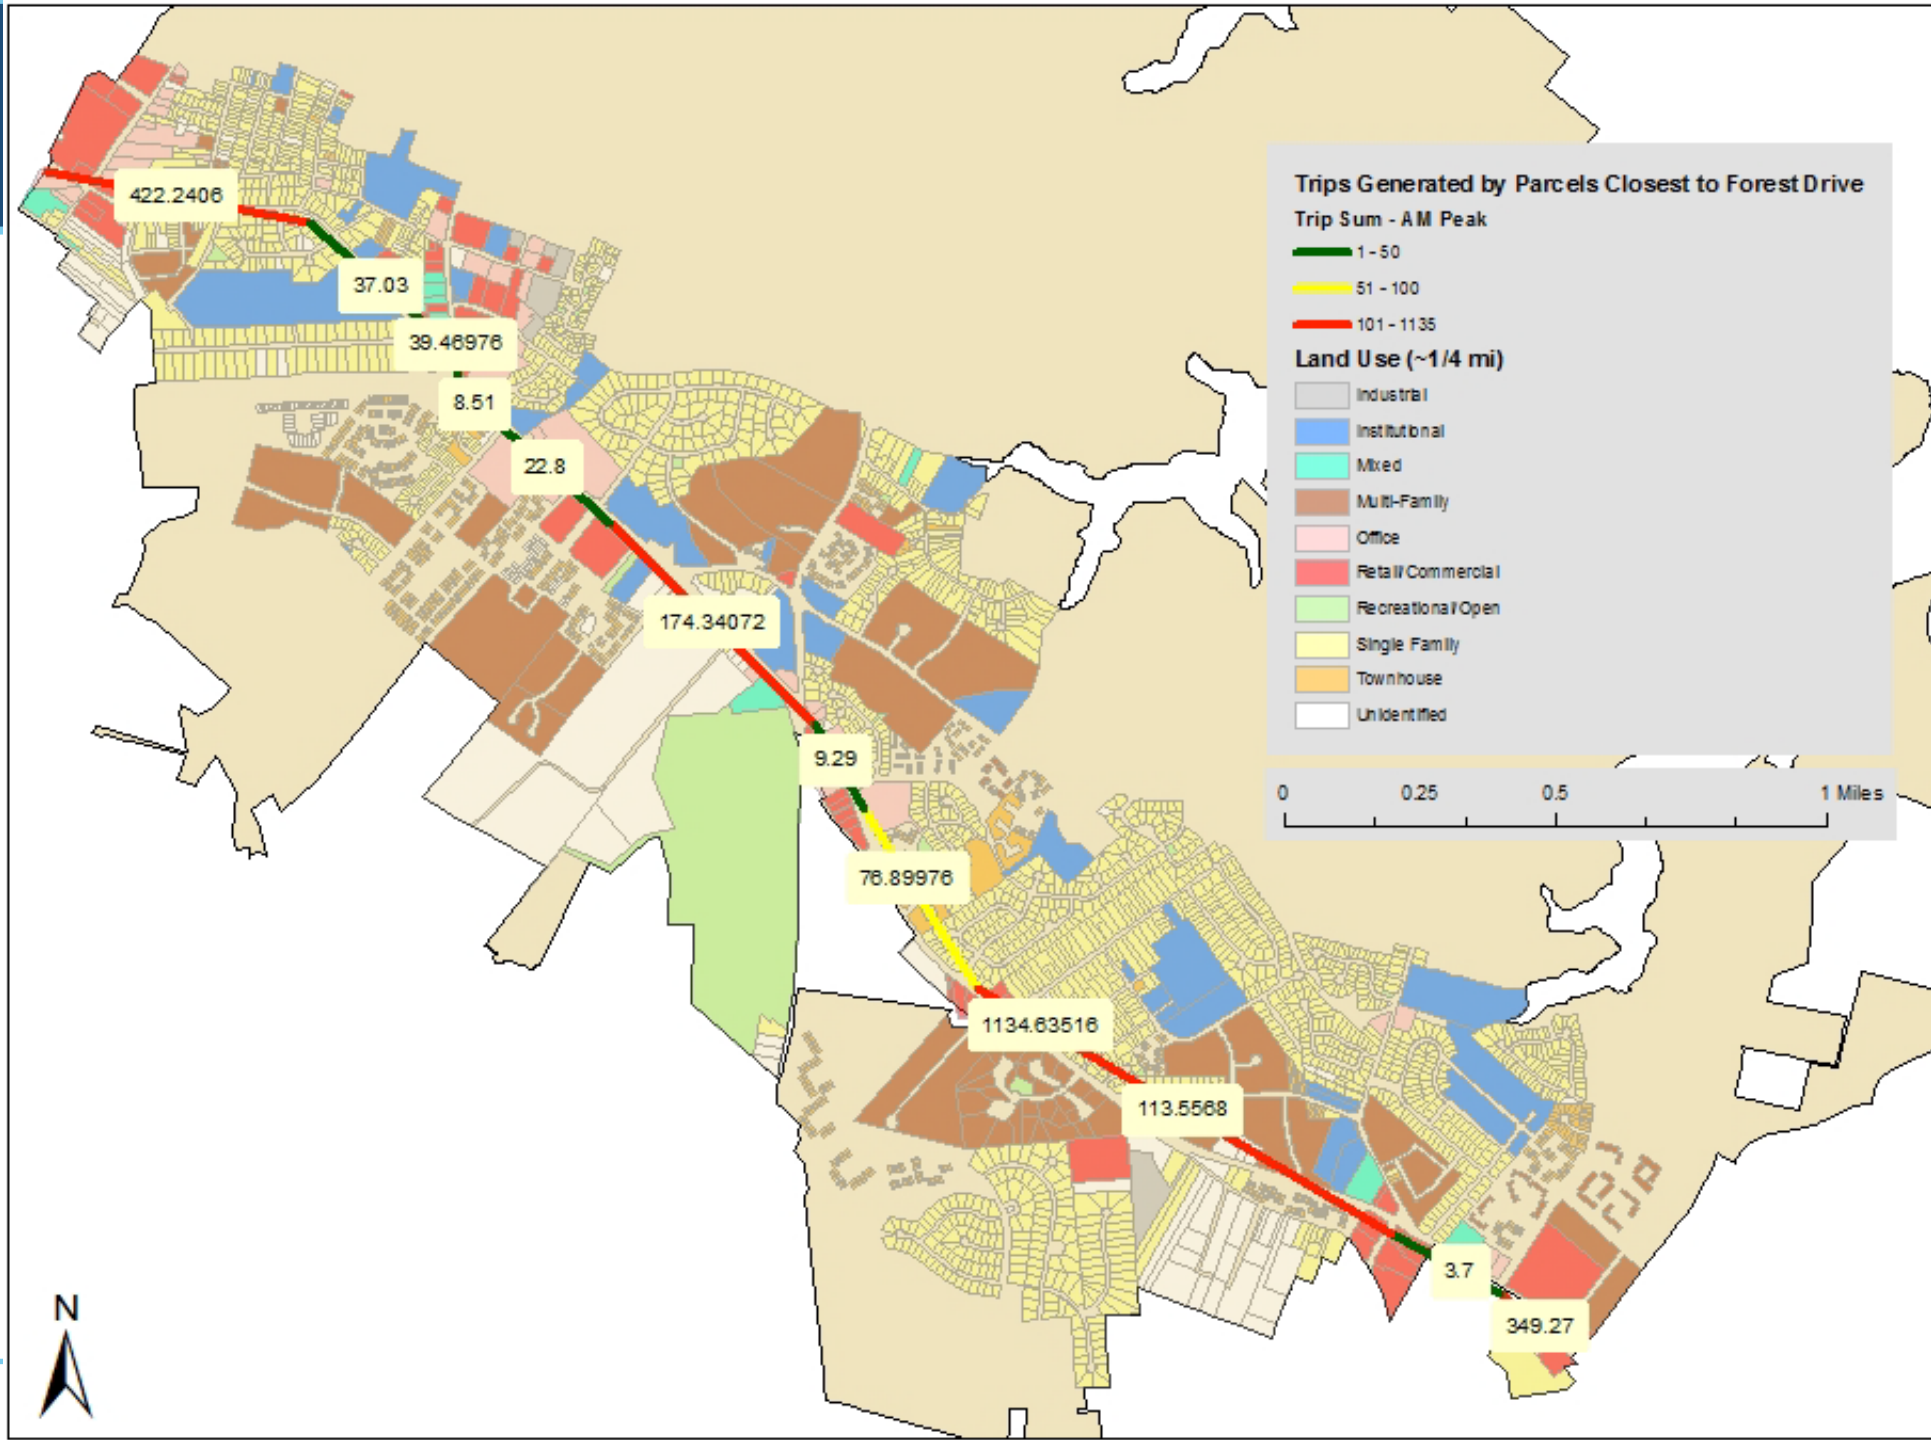 Trips Generated by Parcels Closest to Forest Drive
Trip Sum - AM Peak
1 - 50
51 - 100
101 - 1135
Land Use (~1/4 mi)
Industrial
Institutional
Mixed
Multi-Family
Office
Retail/Commercial
Recreational/Open
Single Family
Townhouse
Unidentified
0 0.25 0.5 1 Miles
422.2406
37.03
39.46976
8.51
22.8
174.34072
9.29
76.89976
1134.63516
113.5568
3.7
349.27
N